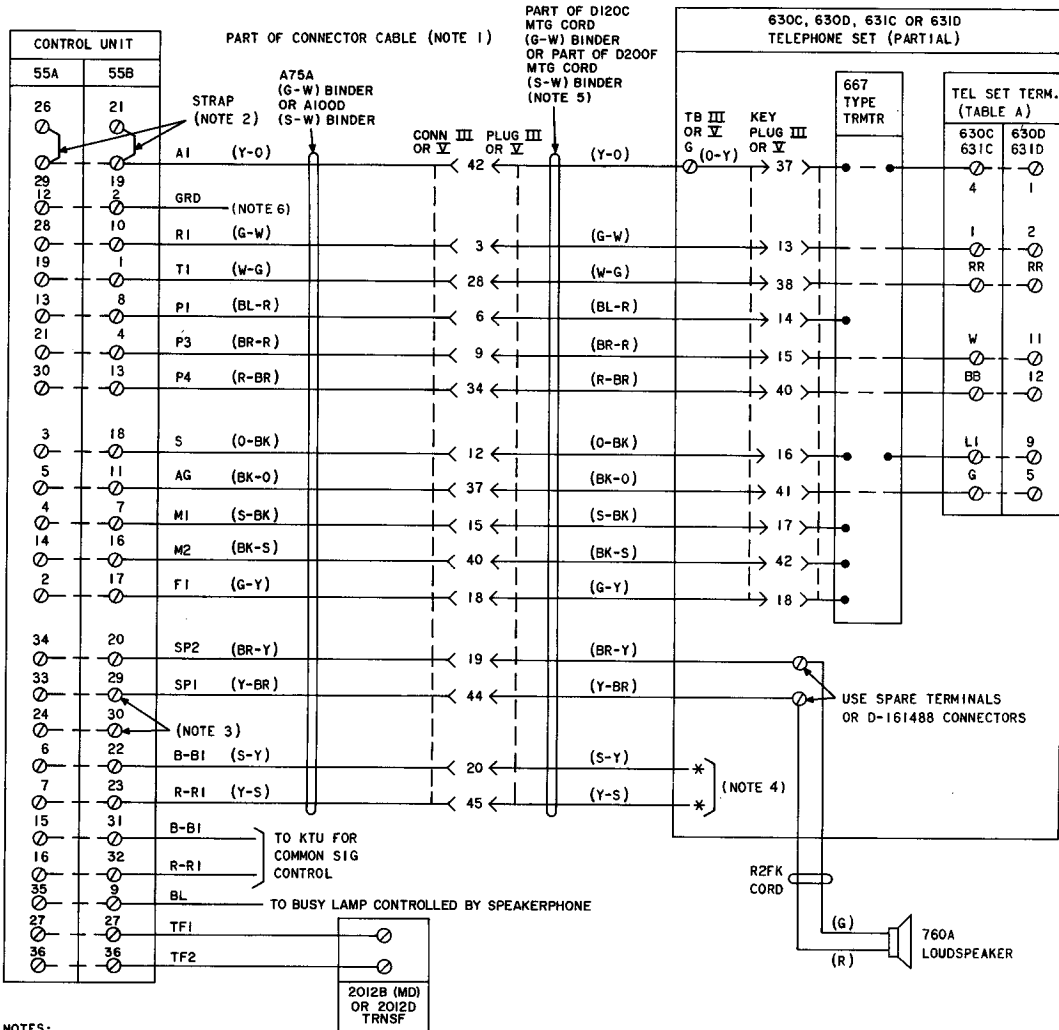 PART OF D120C
MTG CORD
(G-W) BINDER
OR PART OF D200F
MTG CORD
(S-W) BINDER
(NOTE 5)
630C, 630D, 631C OR 631D
TELEPHONE SET (PARTIAL)
CONTROL UNIT
55A 55B
PART OF CONNECTOR CABLE (NOTE 1)
A75A
(G-W) BINDER
OR A100D
(S-W) BINDER
667
TYPE
TRMTR
TEL SET TERM.
(TABLE A)
630C 630D
631C 631D
STRAP
(NOTE 2)
CONN III
OR V
PLUG III
OR V
TB III
OR V
G
KEY
PLUG III
OR V
26 21
29 19 A1 (Y-O) 42 (Y-O) (O-Y) 37 4 1
12 2 GRD (NOTE 6)
28 10 R1 (G-W) 3 (G-W) 13 1 2
19 1 T1 (W-G) 28 (W-G) 38 RR RR
13 8 P1 (BL-R) 6 (BL-R) 14
21 4 P3 (BR-R) 9 (BR-R) 15 W 11
30 13 P4 (R-BR) 34 (R-BR) 40 BB 12
3 18 S (O-BK) 12 (O-BK) 16 L1 9
5 11 AG (BK-O) 37 (BK-O) 41 G 5
4 7 M1 (S-BK) 15 (S-BK) 17
14 16 M2 (BK-S) 40 (BK-S) 42
2 17 F1 (G-Y) 18 (G-Y) 18
34 20 SP2 (BR-Y) 19 (BR-Y)
33 29 SP1 (Y-BR) 44 (Y-BR)
USE SPARE TERMINALS
OR D-161488 CONNECTORS
24 30 (NOTE 3)
6 22 B-B1 (S-Y) 20 (S-Y) *
7 23 R-R1 (Y-S) 45 (Y-S) *
(NOTE 4)
15 31 B-B1
16 32 R-R1
TO KTU FOR
COMMON SIG
CONTROL
35 9 BL TO BUSY LAMP CONTROLLED BY SPEAKERPHONE
27 27 TF1
36 36 TF2
2012B (MD)
OR 2012D
TRNSF
R2FK
CORD
(G)
(R)
760A
LOUDSPEAKER
NOTES: